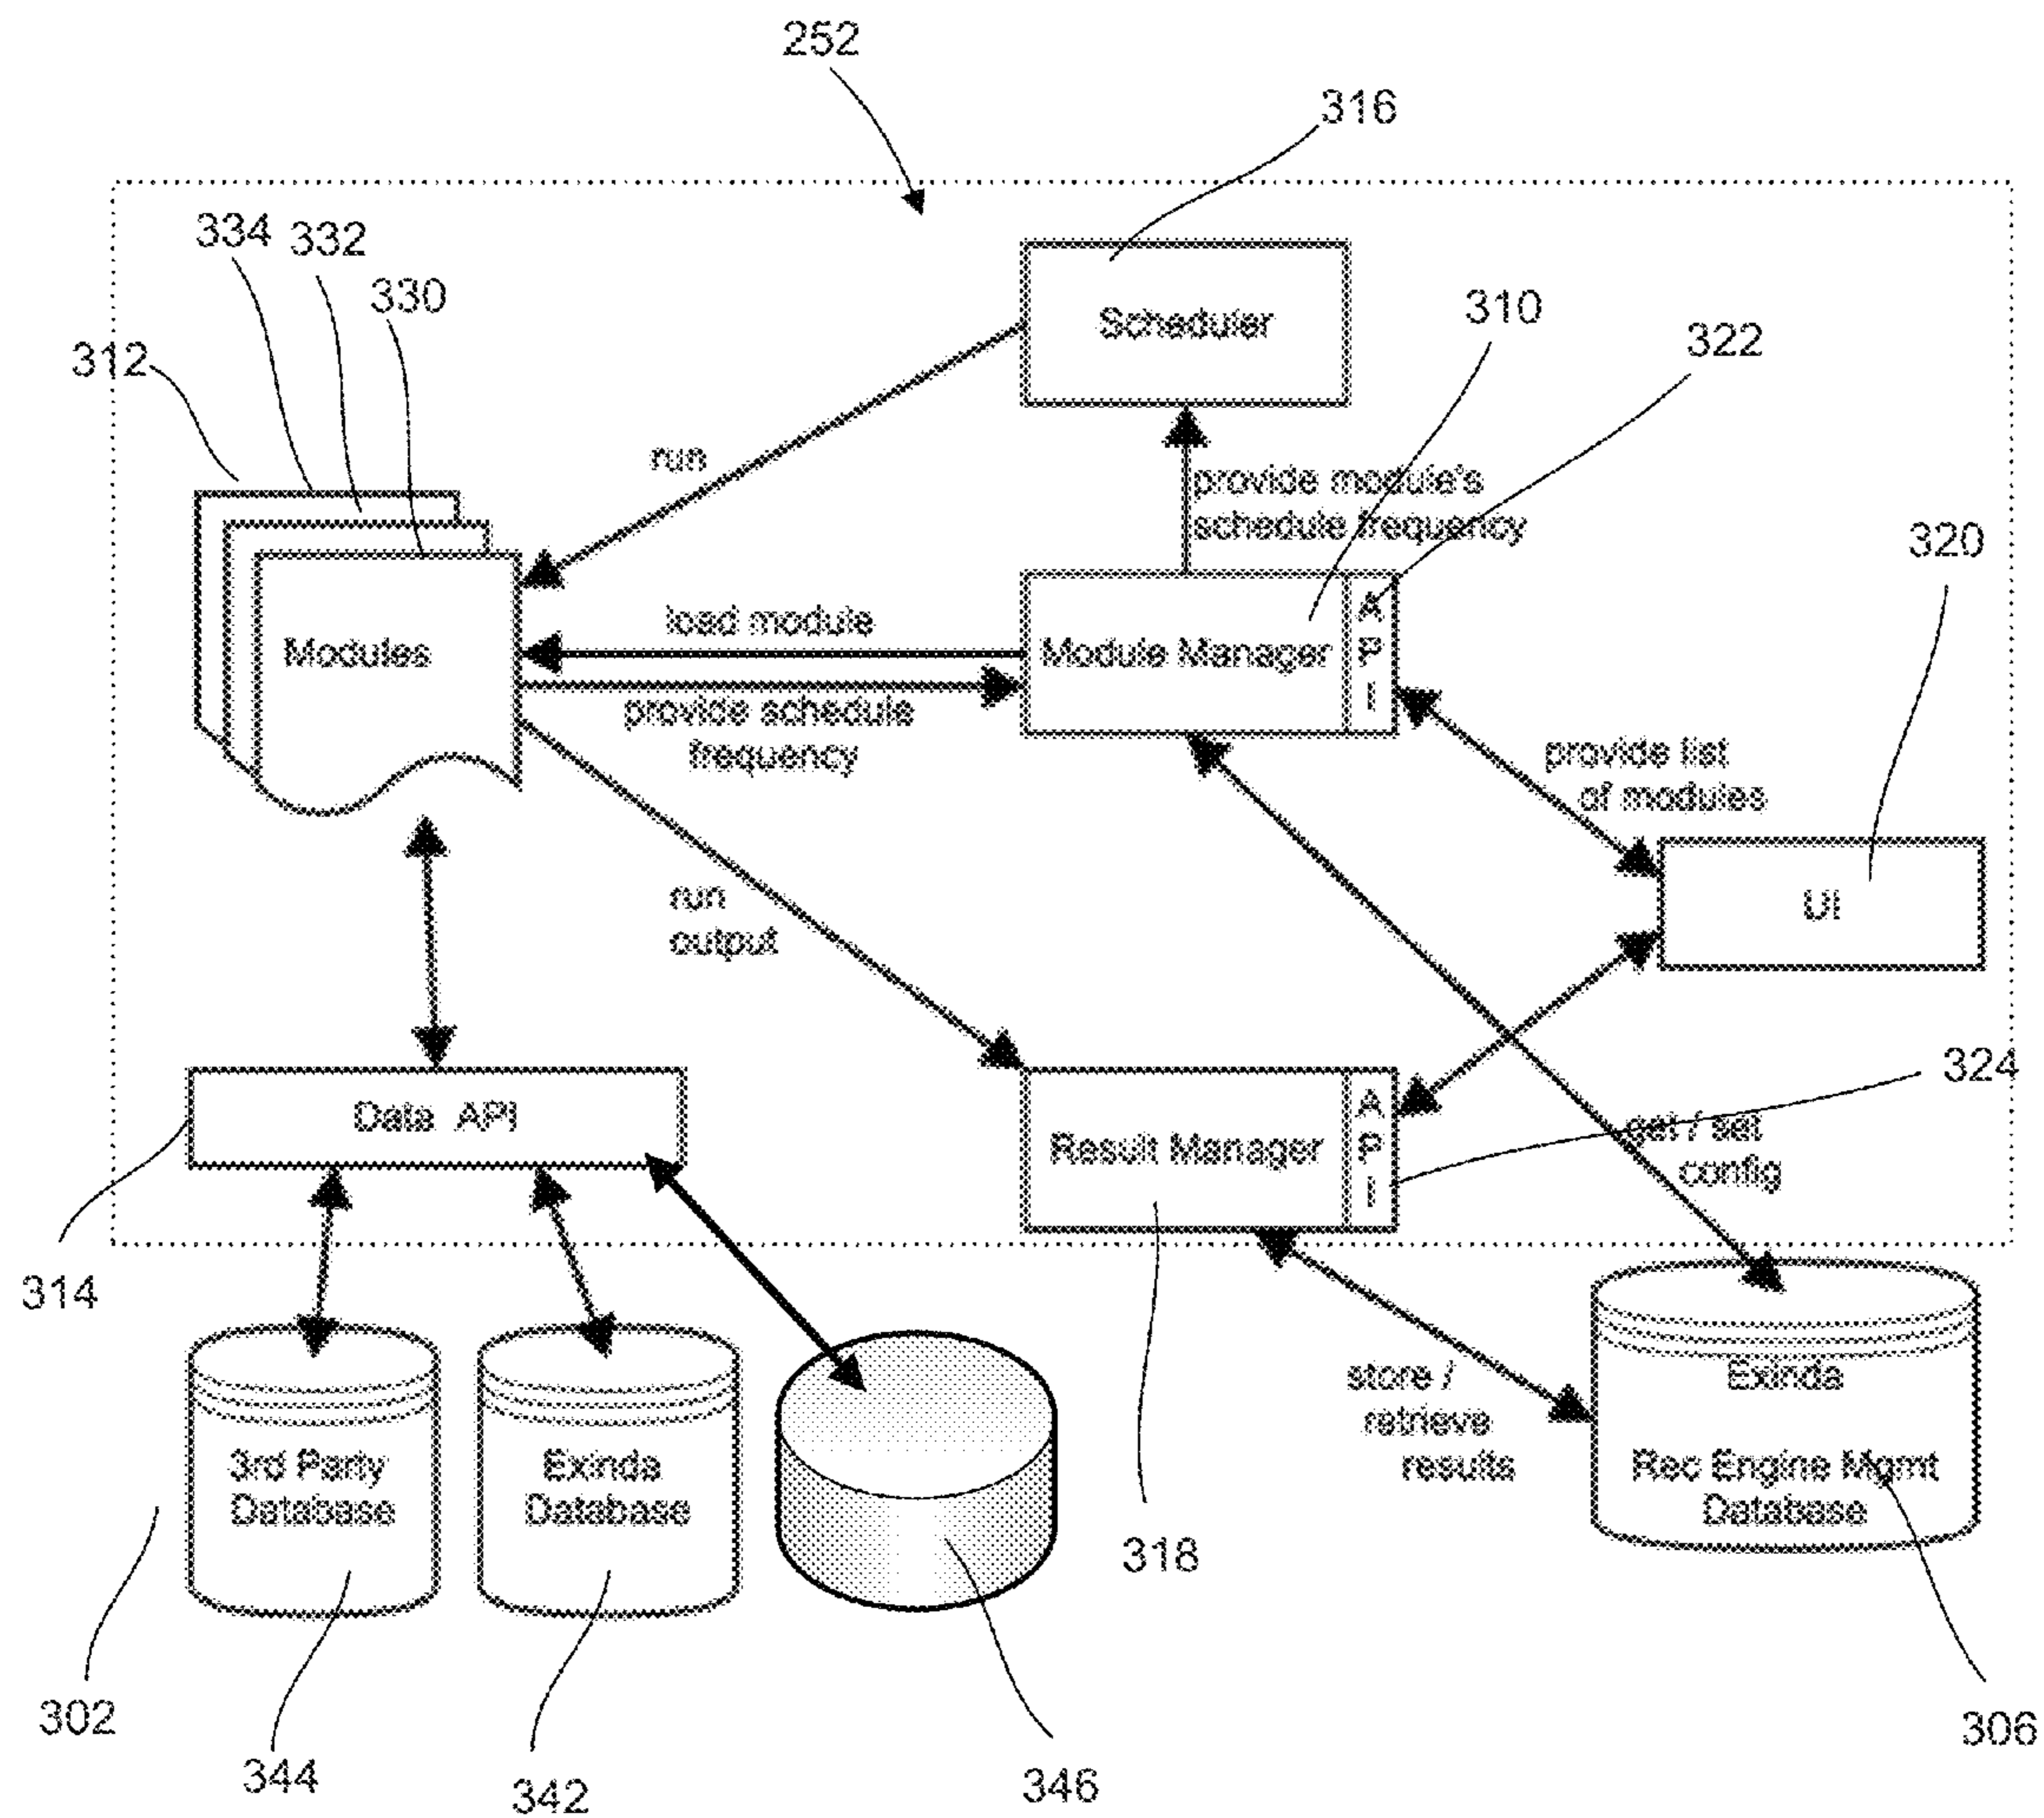 252
316
334 332
330
310
322
312
Scheduler
run
provide module's
schedule frequency
320
load module
Modules
Module Manager
A
P
I
provide schedule
frequency
provide list
of modules
run
output
UI
324
Data API
Result Manager
A
P
I
get / set
config
314
Exinda
store /
retrieve
results
3rd Party
Database
Exinda
Database
Rec Engine Mgmt
Database
318
302
306
344
342
346